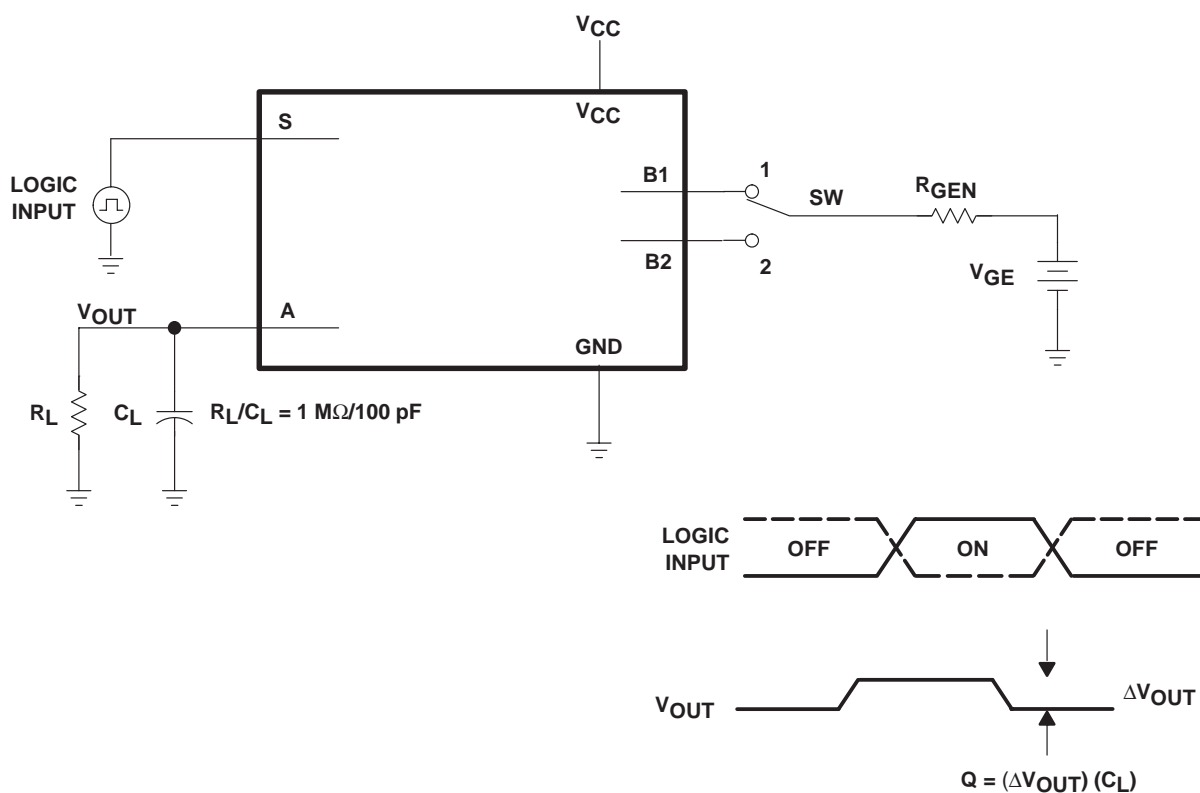 VCC
VCC
S
LOGIC
INPUT
B1
1
SW
RGEN
B2
2
VGE
VOUT
A
GND
RL
CL
RL/CL = 1 MΩ/100 pF
LOGIC
INPUT
OFF
ON
OFF
VOUT
ΔVOUT
Q = (ΔVOUT) (CL)